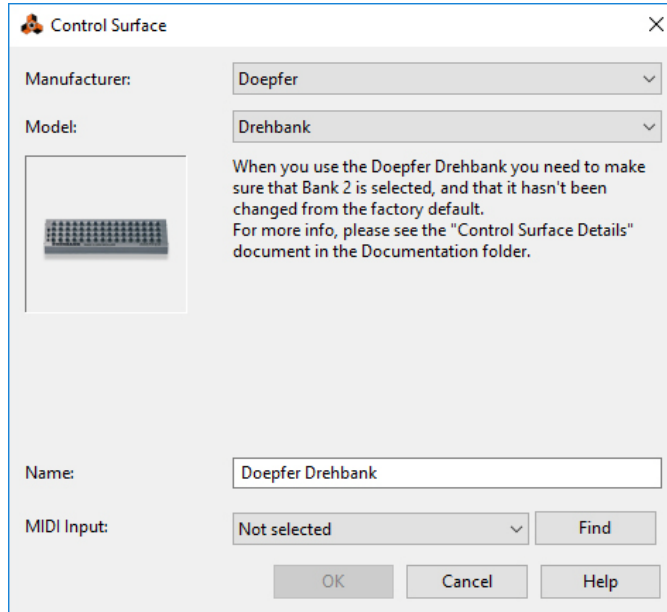 Control Surface
Manufacturer:
Doepfer
Model:
Drehbank
When you use the Doepfer Drehbank you need to make
sure that Bank 2 is selected, and that it hasn't been
changed from the factory default.
For more info, please see the "Control Surface Details"
document in the Documentation folder.
Name:
Doepfer Drehbank
MIDI Input:
Not selected
Find
OK
Cancel
Help